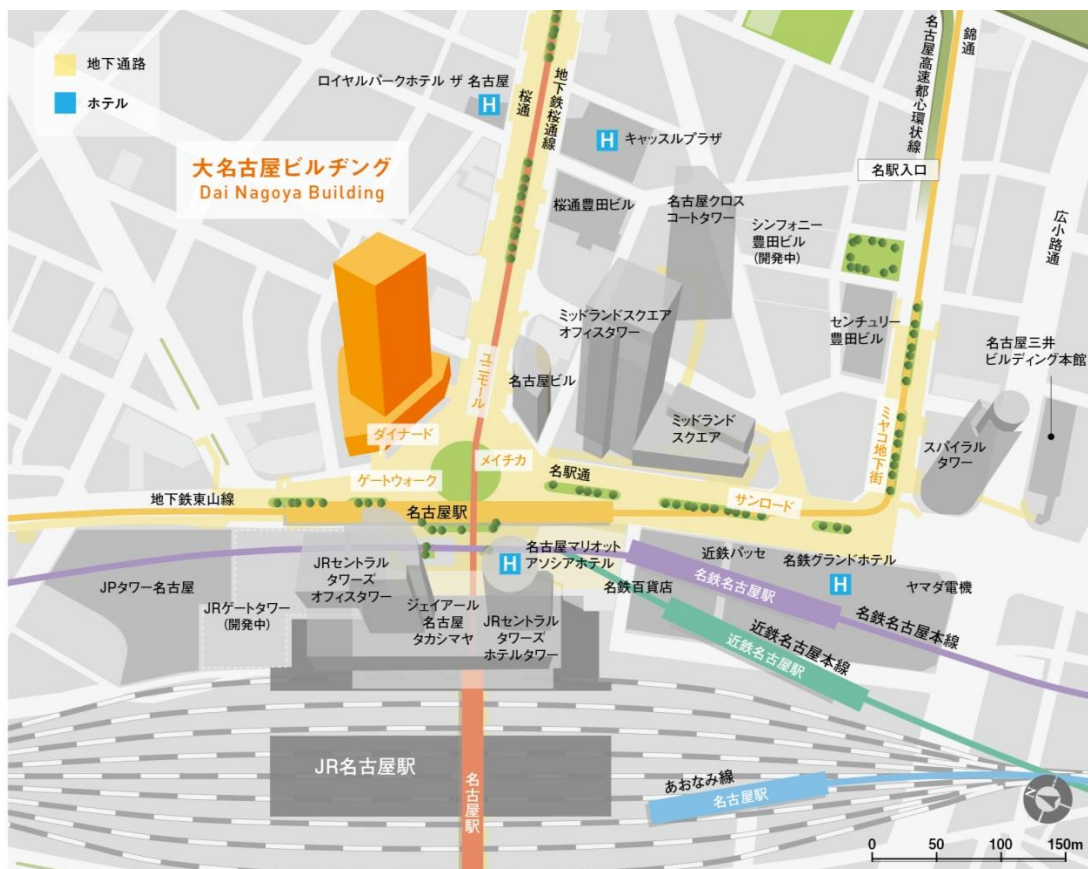 地下通路
ホテル
ロイヤルパークホテル ザ 名古屋
H
桜通
地下鉄桜通線
H
キャッスルプラザ
名古屋高速都心環状線
錦通
名駅入口
広小路通
大名古屋ビルヂング
Dai Nagoya Building
桜通豊田ビル
名古屋クロス
コートタワー
シンフォニー
豊田ビル
(開発中)
ミッドランドスクエア
オフィスタワー
センチュリー
豊田ビル
名古屋三井
ビルディング本館
ユニモール
名古屋ビル
ミッドランド
スクエア
ミヤコ地下街
スパイラル
タワー
ダイナード
メイチカ
ゲートウォーク
名駅通
サンロード
地下鉄東山線
名古屋駅
JPタワー名古屋
JRゲートタワー
(開発中)
JRセントラル
タワーズ
オフィスタワー
ジェイアール
名古屋
タカシマヤ
H
名古屋マリオット
アソシアホテル
JRセントラル
タワーズ
ホテルタワー
名鉄百貨店
近鉄パッセ
名鉄グランドホテル
H
ヤマダ電機
名鉄名古屋駅
名鉄名古屋本線
近鉄名古屋本線
近鉄名古屋駅
JR名古屋駅
名古屋駅
あおなみ線
名古屋駅
N
0 50 100 150m